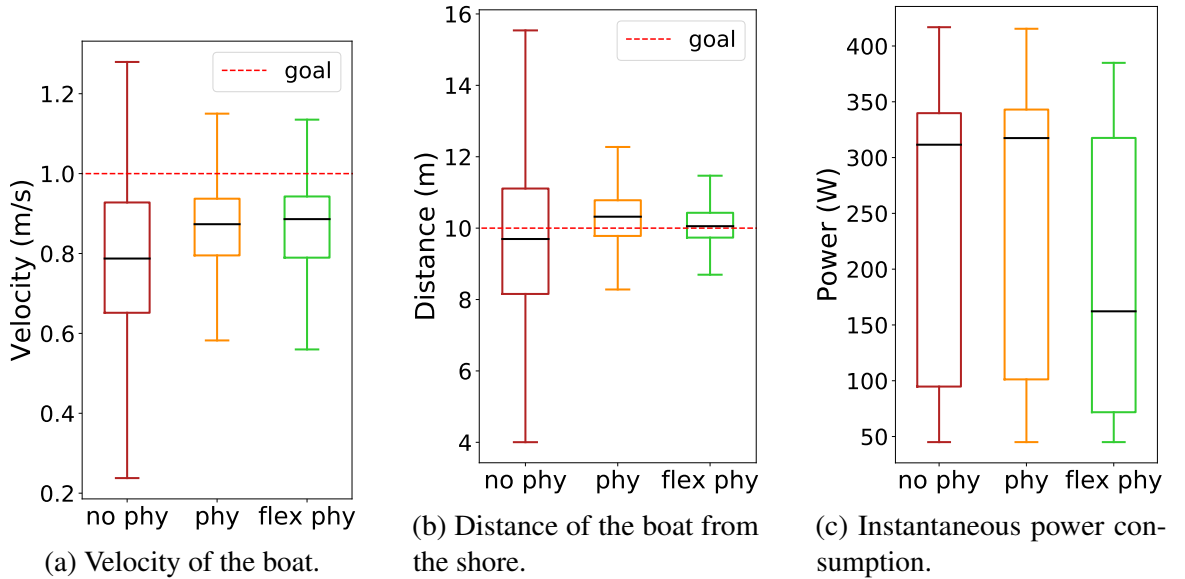 Velocity (m/s)
1.2
1.0
0.8
0.6
0.4
0.2
goal
no phy
phy
flex phy
(a) Velocity of the boat.
Distance (m)
16
14
12
10
8
6
4
goal
no phy
phy
flex phy
(b) Distance of the boat from
the shore.
Power (W)
400
350
300
250
200
150
100
50
no phy
phy
flex phy
(c) Instantaneous power con-
sumption.